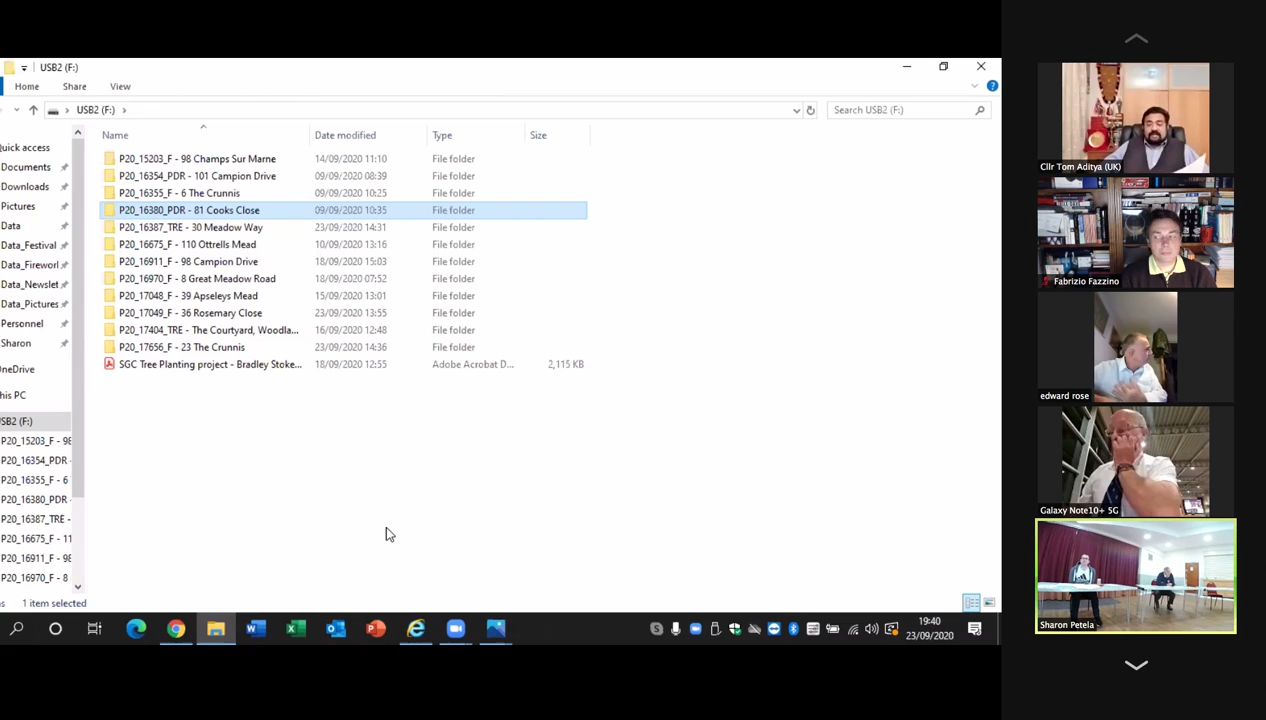 USB2 (F:)
Home Share View
USB2 (F:)
Search USB2 (F:)
Name Date modified Type Size
P20_15203_F - 98 Champs Sur Marne 14/09/2020 11:10 File folder
P20_16354_PDR - 101 Campion Drive 09/09/2020 08:39 File folder
P20_16355_F - 6 The Crunnis 09/09/2020 10:25 File folder
P20_16380_PDR - 81 Cooks Close 09/09/2020 10:35 File folder
P20_16387_TRE - 30 Meadow Way 23/09/2020 14:31 File folder
P20_16675_F - 110 Ottrells Mead 10/09/2020 13:16 File folder
P20_16911_F - 98 Campion Drive 18/09/2020 15:03 File folder
P20_16970_F - 8 Great Meadow Road 18/09/2020 07:52 File folder
P20_17048_F - 39 Apseleys Mead 15/09/2020 13:01 File folder
P20_17049_F - 36 Rosemary Close 23/09/2020 13:55 File folder
P20_17404_TRE - The Courtyard, Woodla... 16/09/2020 12:48 File folder
P20_17656_F - 23 The Crunnis 23/09/2020 14:36 File folder
SGC Tree Planting project - Bradley Stoke... 18/09/2020 12:55 Adobe Acrobat D... 2,115 KB
Quick access
Documents
Downloads
Pictures
Data
Data_Festival
Data_Firewor
Data_Newslet
Data_Pictures
Personnel
Sharon
OneDrive
his PC
SB2 (F:)
P20_15203_F - 98
P20_16354_PDR -
P20_16355_F - 6
P20_16380_PDR -
P20_16387_TRE -
P20_16675_F - 11
P20_16911_F - 98
P20_16970_F - 8
1 item selected
19:40
23/09/2020
Cllr Tom Aditya (UK)
Fabrizio Fazzino
edward rose
Galaxy Note10+ 5G
Sharon Petela